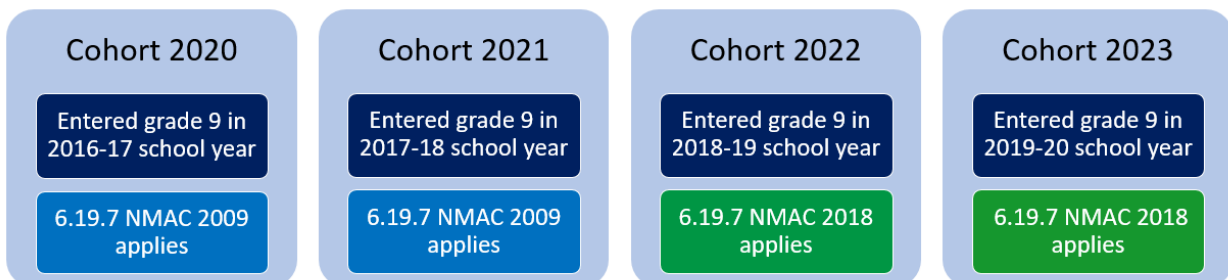 Cohort 2020
Entered grade 9 in
2016-17 school year
6.19.7 NMAC 2009
applies
Cohort 2021
Entered grade 9 in
2017-18 school year
6.19.7 NMAC 2009
applies
Cohort 2022
Entered grade 9 in
2018-19 school year
6.19.7 NMAC 2018
applies
Cohort 2023
Entered grade 9 in
2019-20 school year
6.19.7 NMAC 2018
applies